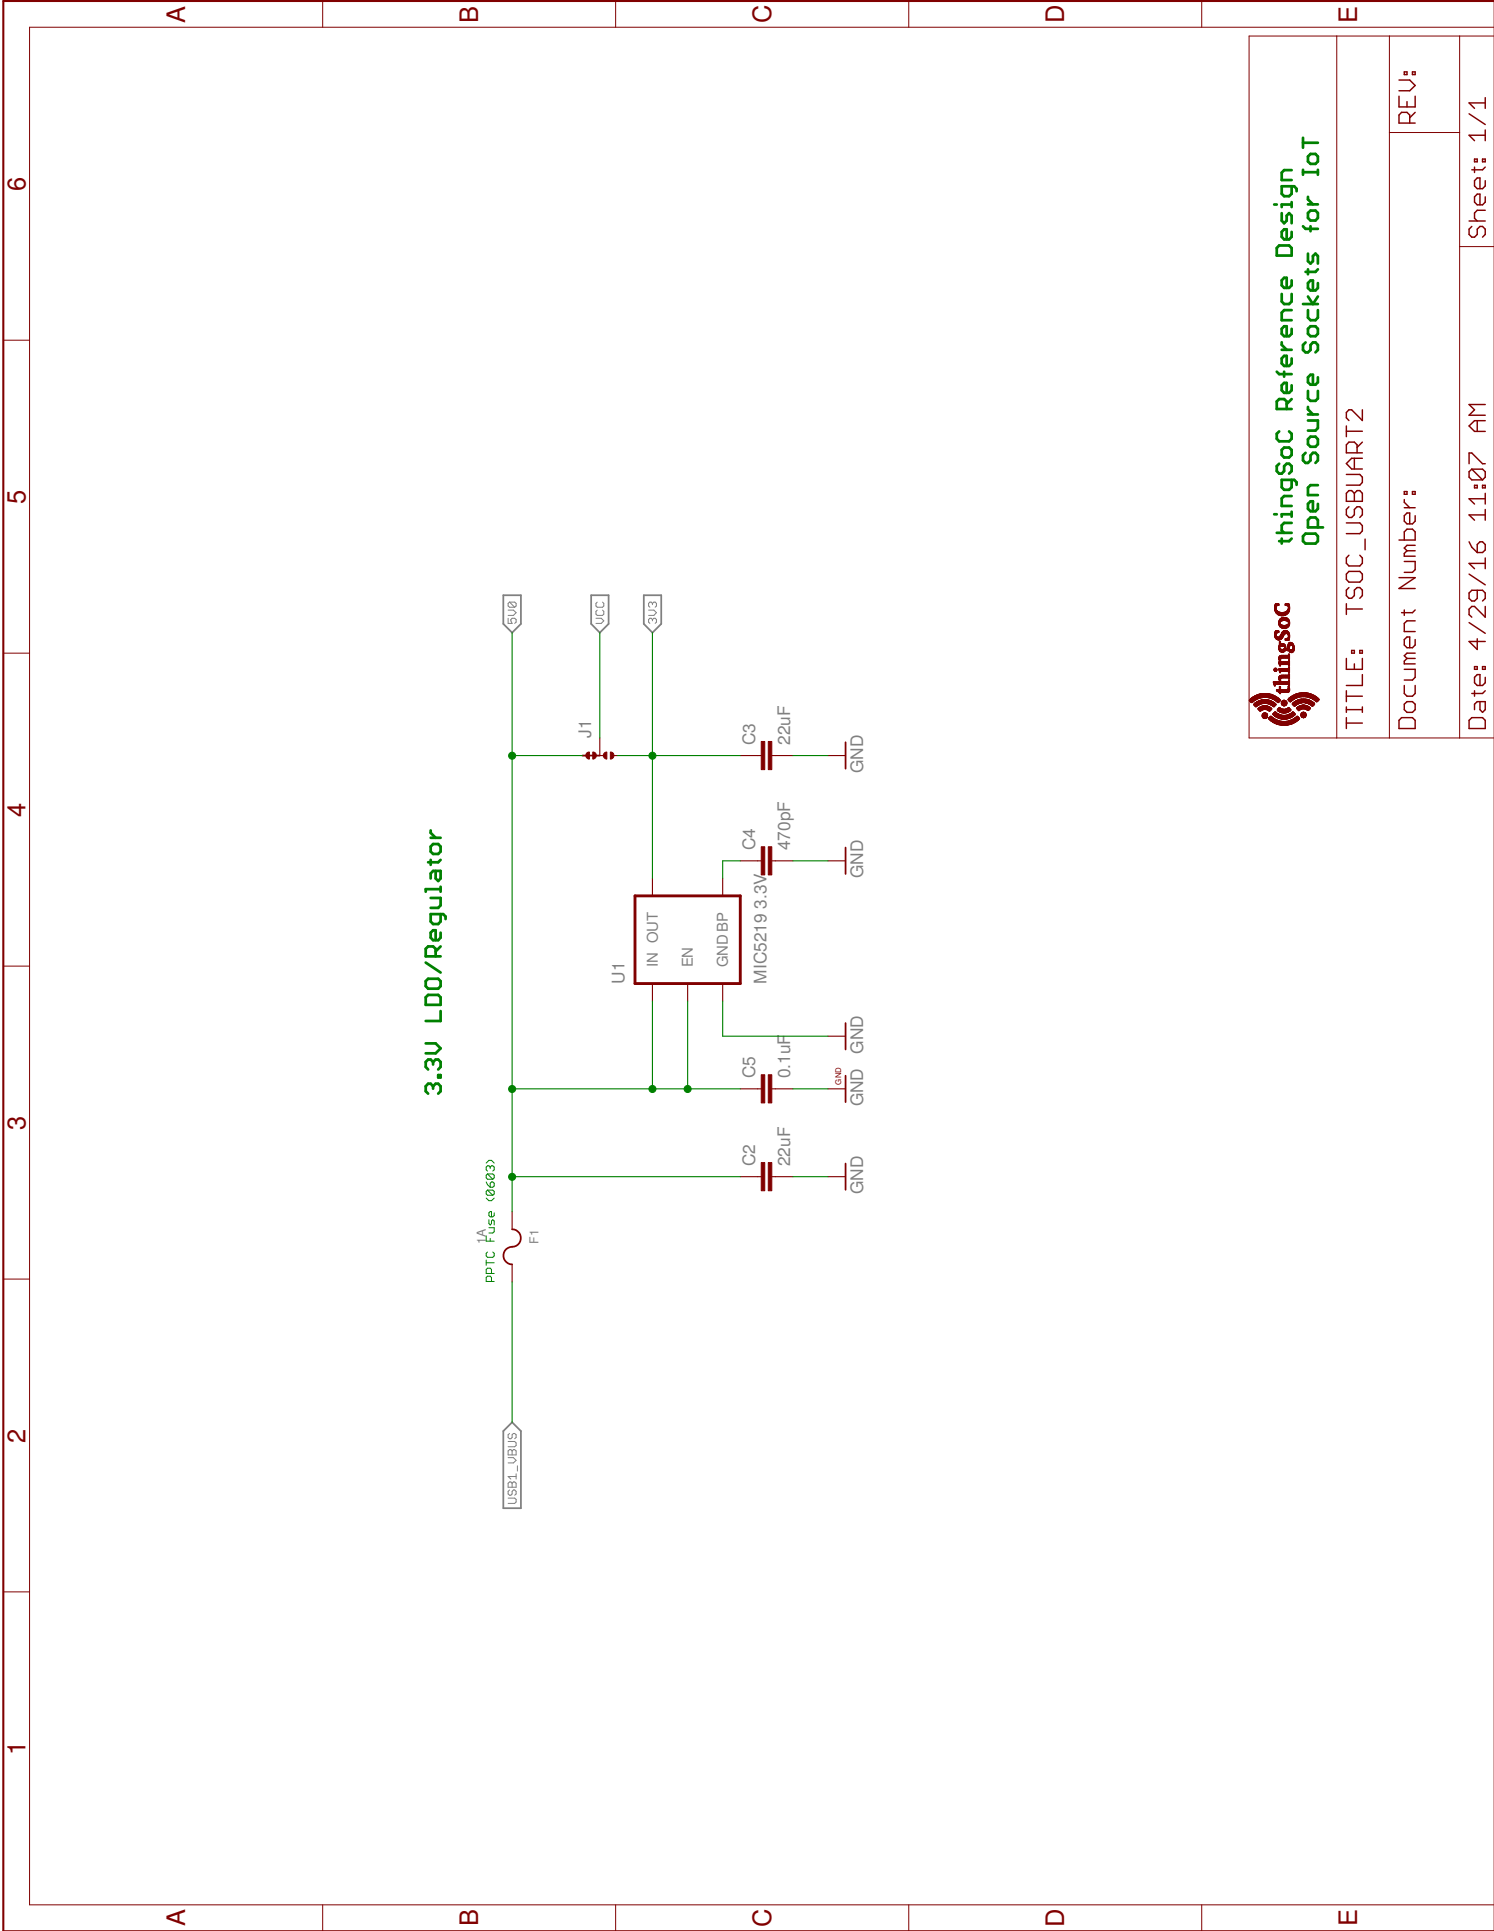 1
2
3
4
5
6
A
B
C
D
E
A
B
C
E
3.3V LDO/Regulator
PPTC Fuse (0603)
1A
F1
USB1_VBUS
5V0
VCC
3V3
J1
U1
IN OUT
EN
GND BP
MIC5219 3.3V
C2
22uF
GND
C5
0.1uF
GND
GND
GND
C4
470pF
GND
C3
22uF
GND
thingSoC
thingSoC Reference Design
Open Source Sockets for IoT
TITLE: TSOC_USBUART2
Document Number:
REV:
Date: 4/29/16 11:07 AM
Sheet: 1/1
D